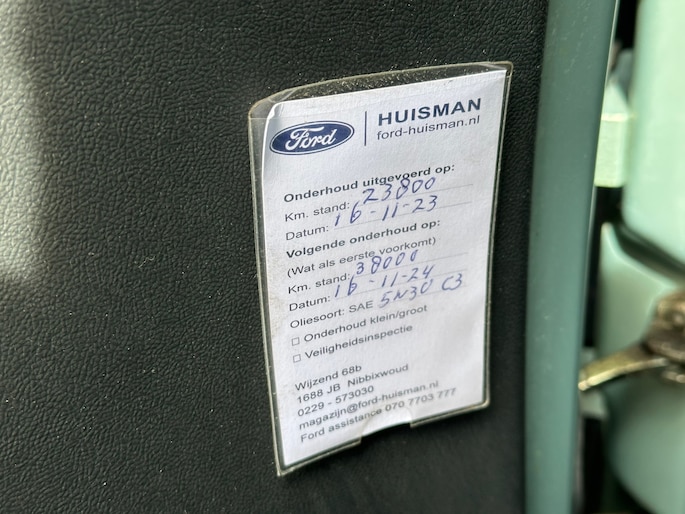 Ford
HUISMAN
ford-huisman.nl
Onderhoud uitgevoerd op:
Km. stand: 23800
Datum: 16-11-23
Volgende onderhoud op:
(Wat als eerste voorkomt)
Km. stand: 38000
Datum: 16-11-24
Oliesoort: SAE 5W30 C3
Onderhoud klein/groot
Veiligheidsinspectie
Wijzend 68b
1688 JB Nibbixwoud
0229 - 573030
magazijn@ford-huisman.nl
Ford assistance 070 7703 777